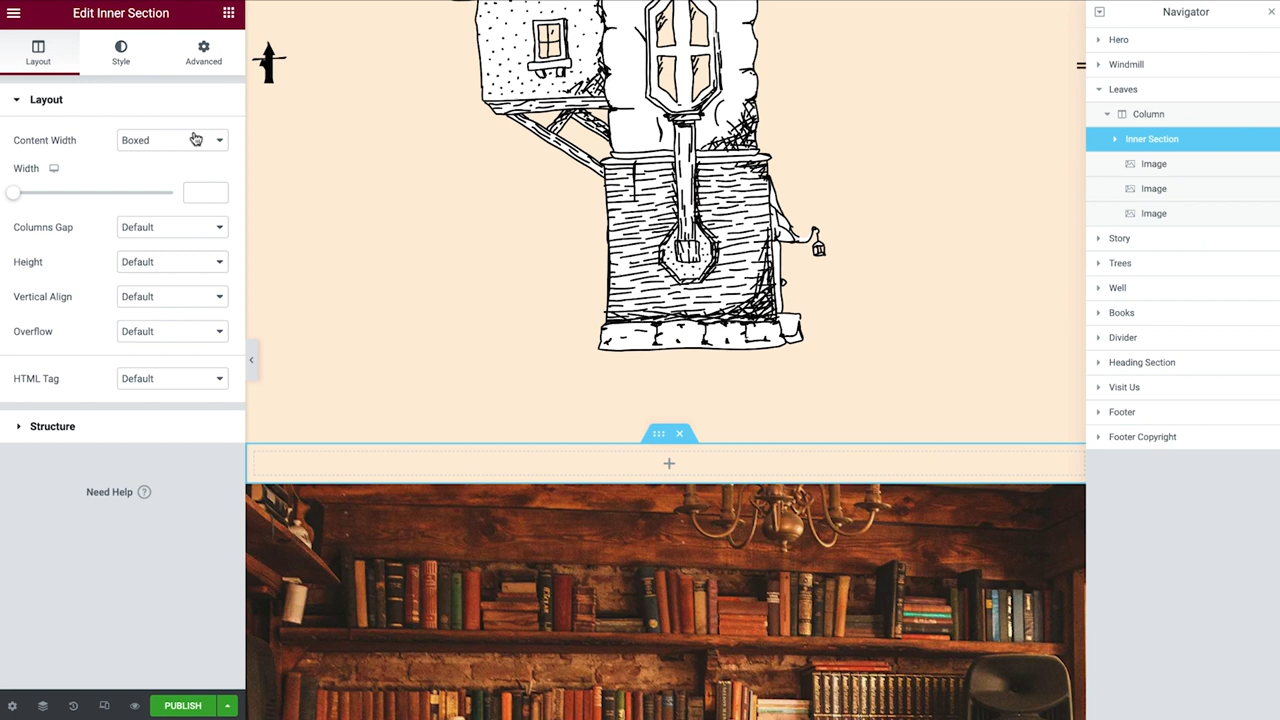 Edit Inner Section
Layout
Style
Advanced
Layout
Content Width
Boxed
Width
Columns Gap
Default
Height
Default
Vertical Align
Default
Overflow
Default
HTML Tag
Default
Structure
Need Help ?
PUBLISH
Navigator
Hero
Windmill
Leaves
Column
Inner Section
Image
Image
Image
Story
Trees
Well
Books
Divider
Heading Section
Visit Us
Footer
Footer Copyright